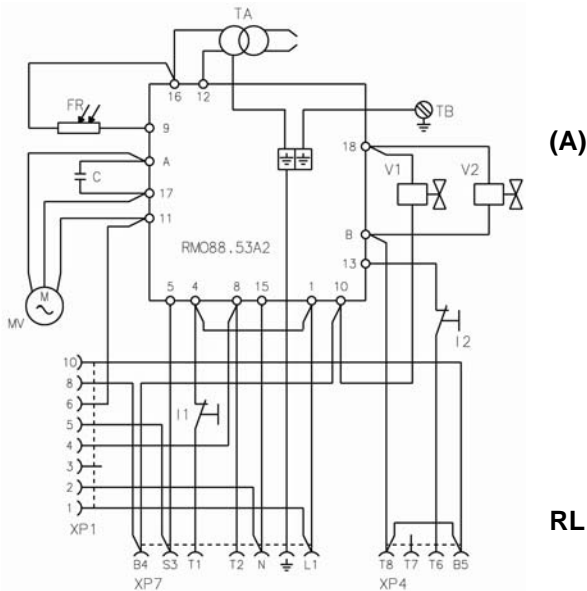 TA
16 12
FR
9
TB
A
18
(A)
C
V1 V2
17
11
RMO88.53A2
B
13
M
MV
5 4 8 15 1 10
I2
10
8
6
I1
5
4
3
2
1
XP1
RL
B4 S3 T1 T2 N L1
T8 T7 T6 B5
XP7
XP4